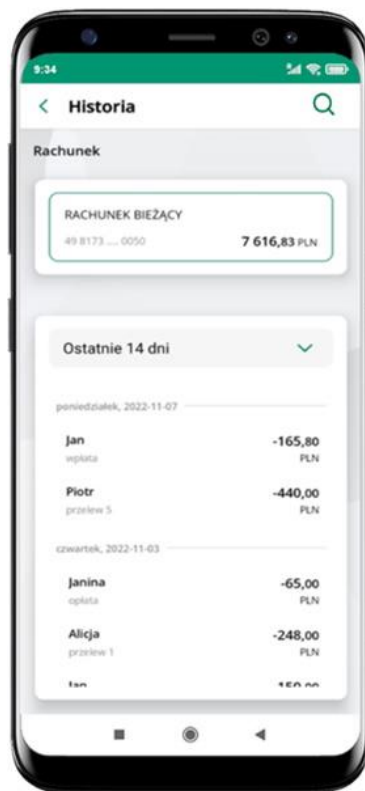 9:34
Historia
Rachunek
RACHUNEK BIEŻĄCY
49 8173 .... 0050 7 616,83 PLN
Ostatnie 14 dni
poniedziałek, 2022-11-07
Jan -165,80
wpłata PLN
Piotr -440,00
przelew 5 PLN
czwartek, 2022-11-03
Janina -65,00
opłata PLN
Alicja -248,00
przelew 1 PLN
Jan